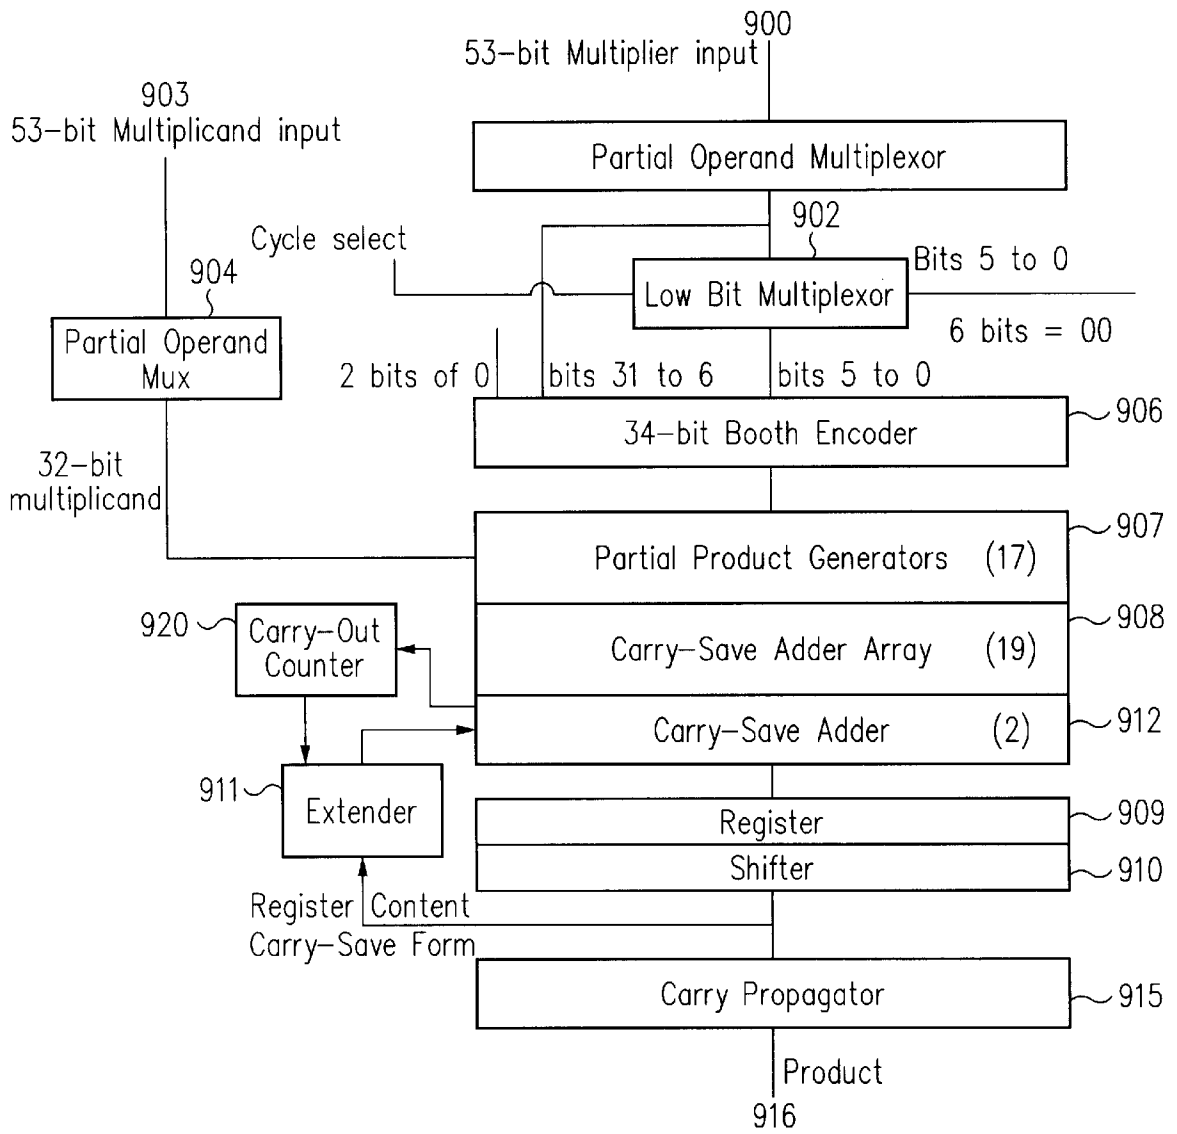 900
53-bit Multiplier input
903
53-bit Multiplicand input
Partial Operand Multiplexor
902
Cycle select
Bits 5 to 0
904
Low Bit Multiplexor
6 bits = 00
Partial Operand
Mux
2 bits of 0
bits 31 to 6
bits 5 to 0
906
34-bit Booth Encoder
32-bit
multiplicand
907
Partial Product Generators (17)
920
Carry-Out
Counter
908
Carry-Save Adder Array (19)
912
Carry-Save Adder (2)
911
Extender
909
Register
910
Shifter
Register Content
Carry-Save Form
Carry Propagator
915
Product
916